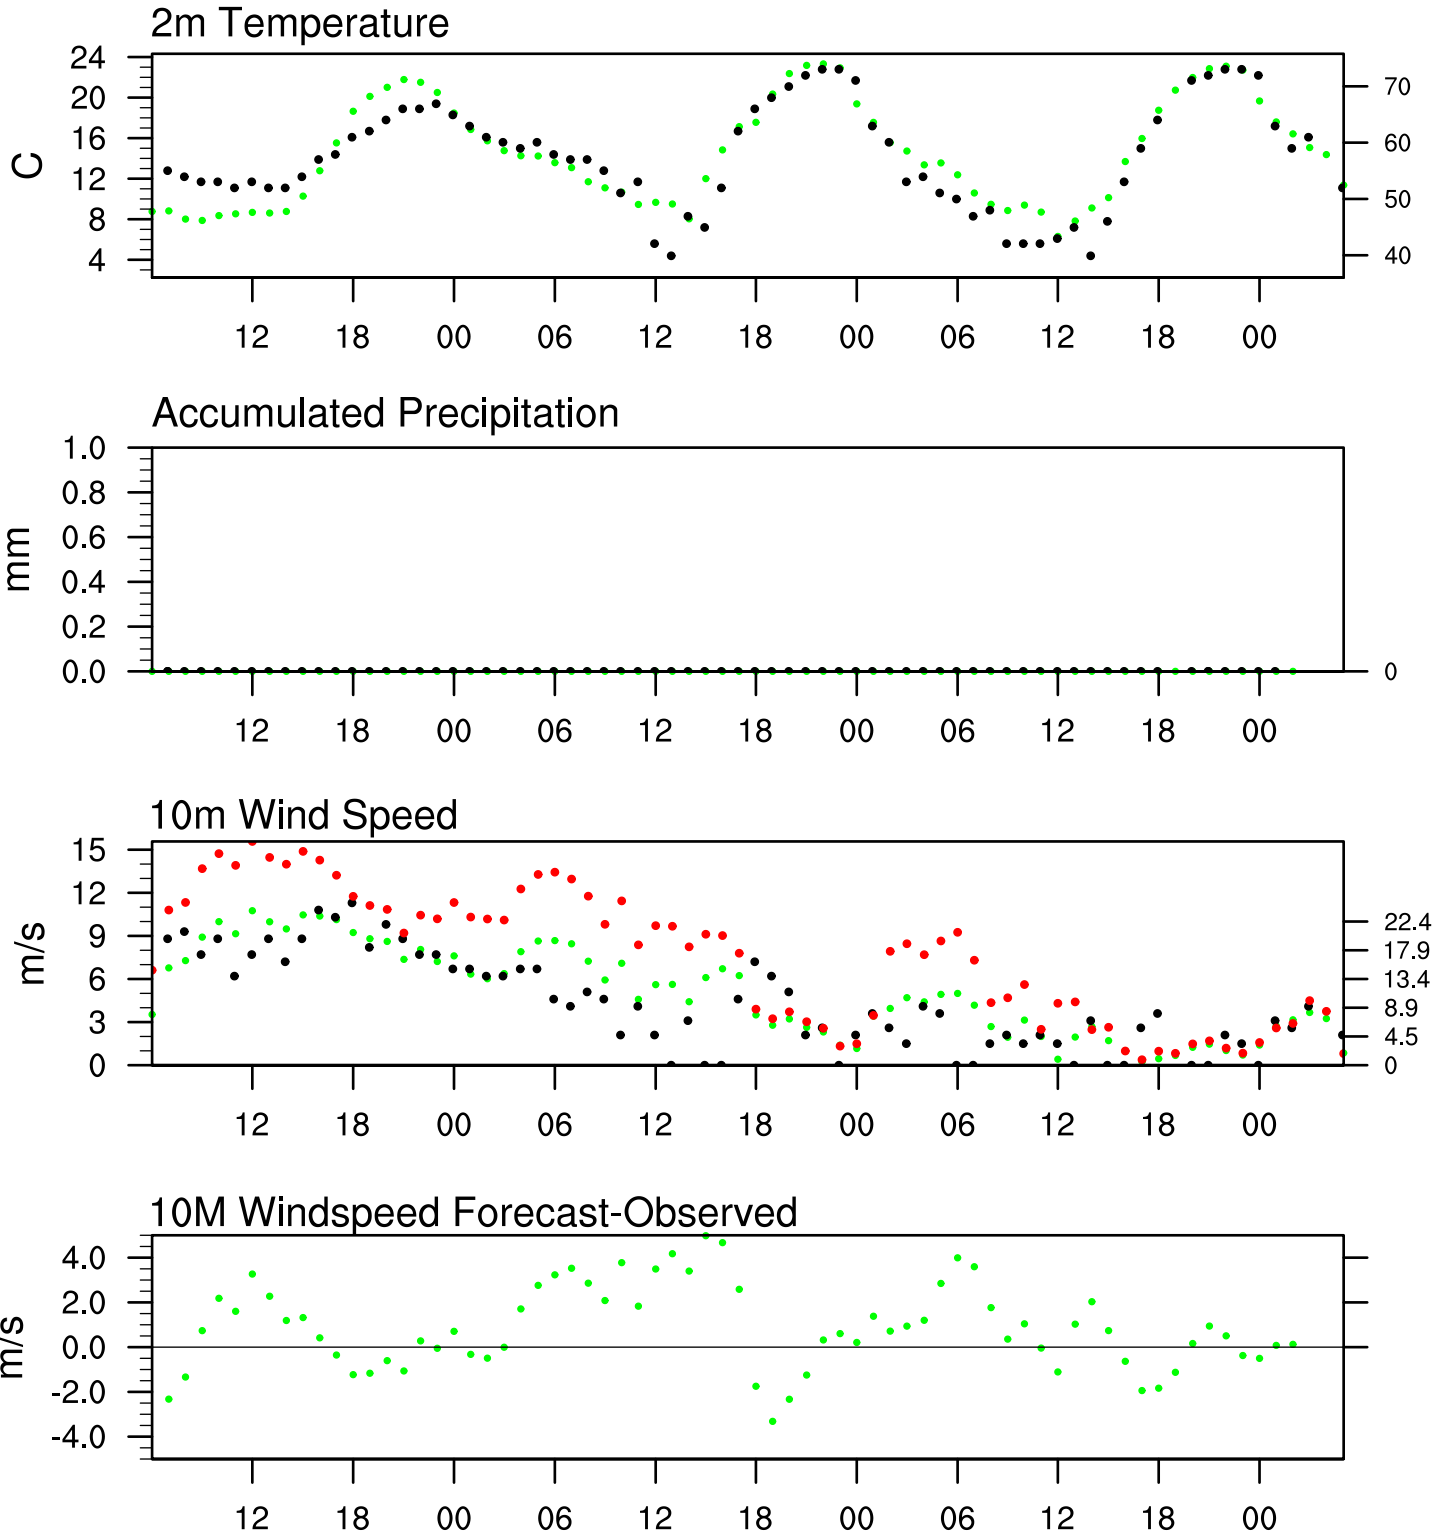 2m Temperature
24
20
16
12
8
4
C
70
60
50
40
12 18 00 06 12 18 00 06 12 18 00
Accumulated Precipitation
1.0
0.8
0.6
0.4
0.2
0.0
mm
0
12 18 00 06 12 18 00 06 12 18 00
10m Wind Speed
15
12
9
6
3
0
m/s
22.4
17.9
13.4
8.9
4.5
0
12 18 00 06 12 18 00 06 12 18 00
10M Windspeed Forecast-Observed
4.0
2.0
0.0
-2.0
-4.0
m/s
12 18 00 06 12 18 00 06 12 18 00